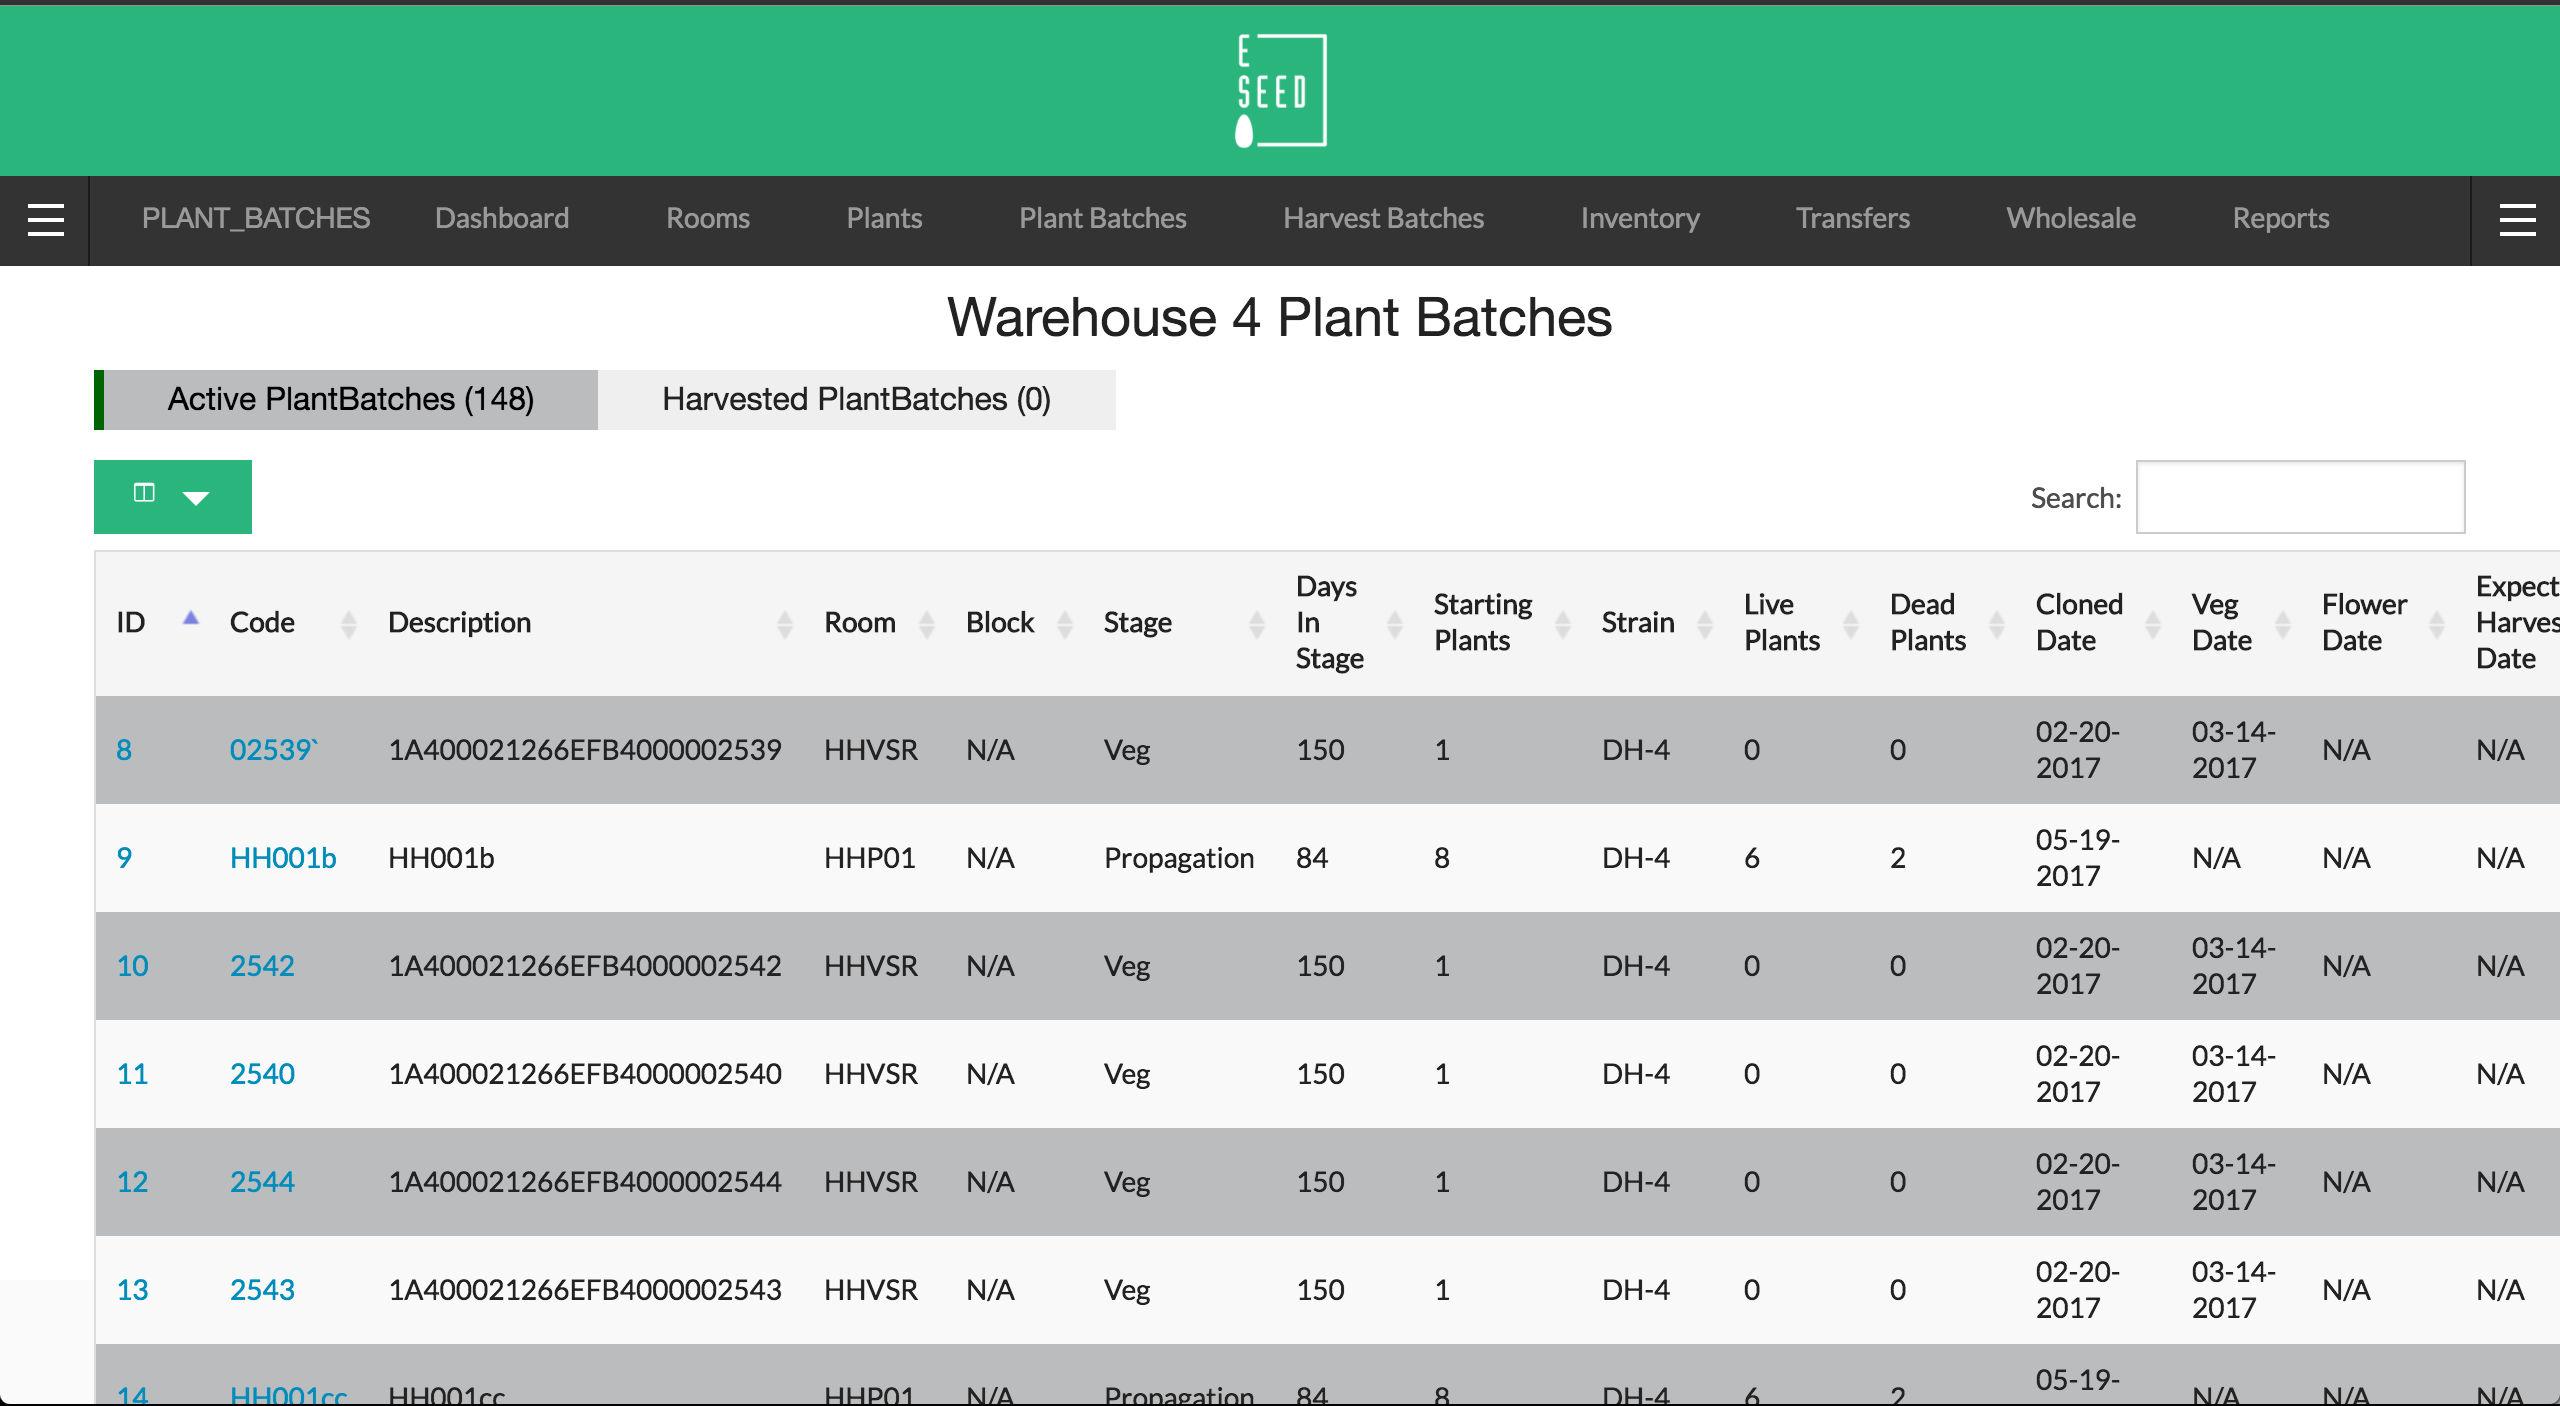 E
SEED
PLANT_BATCHES Dashboard Rooms Plants Plant Batches Harvest Batches Inventory Transfers Wholesale Reports
Warehouse 4 Plant Batches
Active PlantBatches (148) Harvested PlantBatches (0)
Search:
ID Code Description Room Block Stage Days In Stage Starting Plants Strain Live Plants Dead Plants Cloned Date Veg Date Flower Date Expect Harves Date
8 02539` 1A400021266EFB4000002539 HHVSR N/A Veg 150 1 DH-4 0 0 02-20-2017 03-14-2017 N/A N/A
9 HH001b HH001b HHP01 N/A Propagation 84 8 DH-4 6 2 05-19-2017 N/A N/A N/A
10 2542 1A400021266EFB4000002542 HHVSR N/A Veg 150 1 DH-4 0 0 02-20-2017 03-14-2017 N/A N/A
11 2540 1A400021266EFB4000002540 HHVSR N/A Veg 150 1 DH-4 0 0 02-20-2017 03-14-2017 N/A N/A
12 2544 1A400021266EFB4000002544 HHVSR N/A Veg 150 1 DH-4 0 0 02-20-2017 03-14-2017 N/A N/A
13 2543 1A400021266EFB4000002543 HHVSR N/A Veg 150 1 DH-4 0 0 02-20-2017 03-14-2017 N/A N/A
14 HH001cc HH001cc HHP01 N/A Propagation 84 8 DH-4 6 2 05-19- N/A N/A N/A